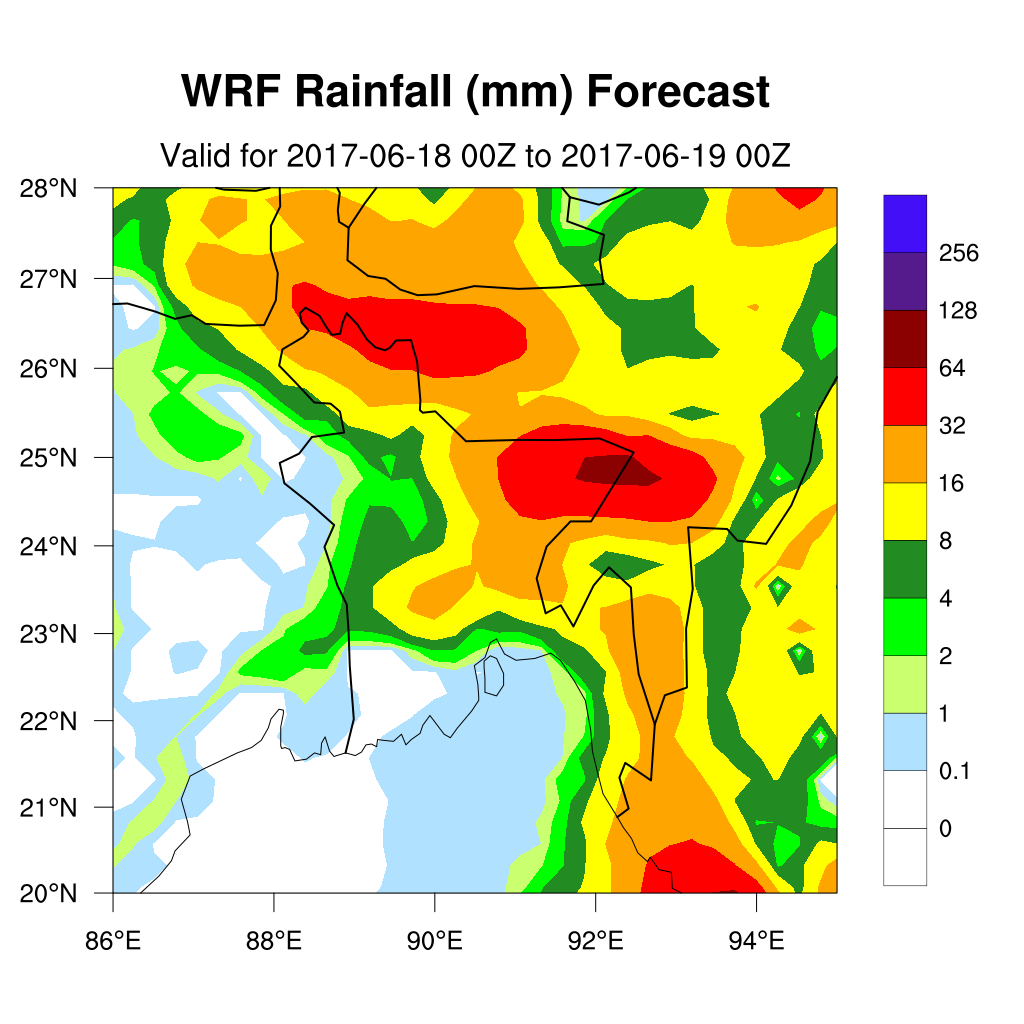 WRF Rainfall (mm) Forecast
Valid for 2017-06-18 00Z to 2017-06-19 00Z
28°N
27°N
26°N
25°N
24°N
23°N
22°N
21°N
20°N
86°E 88°E 90°E 92°E 94°E
256
128
64
32
16
8
4
2
1
0.1
0